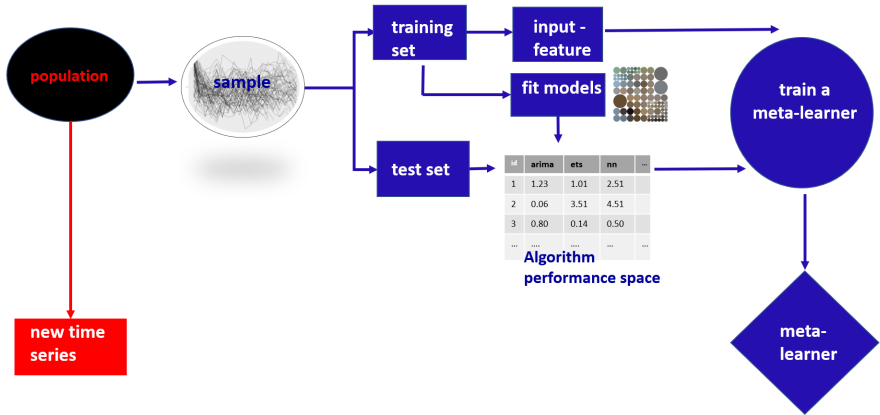 population
sample
training
set
input -
feature
fit models
train a
meta-learner
test set
id arima ets nn ...
1 1.23 1.01 2.51
2 0.06 3.51 4.51
3 0.80 0.14 0.50
... .... .... ... ...
Algorithm
performance space
new time
series
meta-
learner